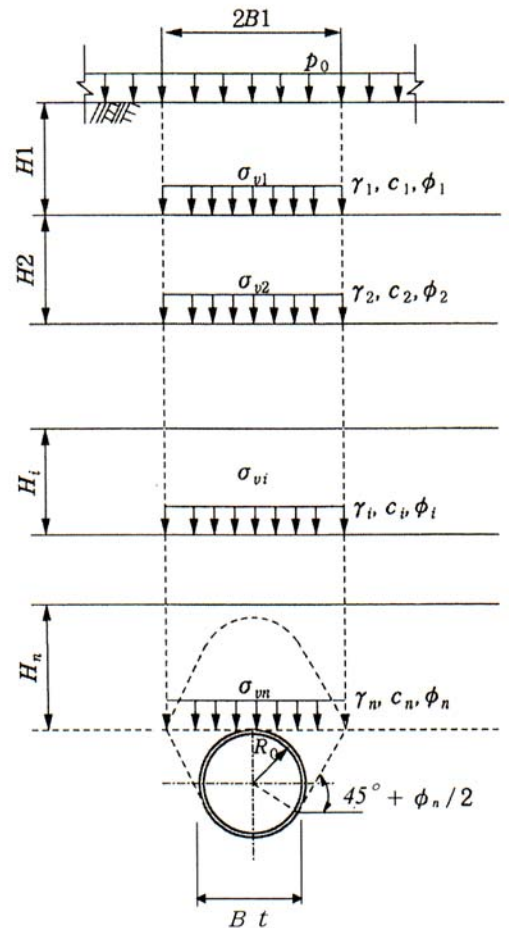 2B1
p₀
H1
σᵥ₁
γ₁, c₁, ϕ₁
H2
σᵥ₂
γ₂, c₂, ϕ₂
Hᵢ
σᵥᵢ
γᵢ, cᵢ, ϕᵢ
Hₙ
σᵥₙ
γₙ, cₙ, ϕₙ
R₀
45° + ϕₙ/2
B t